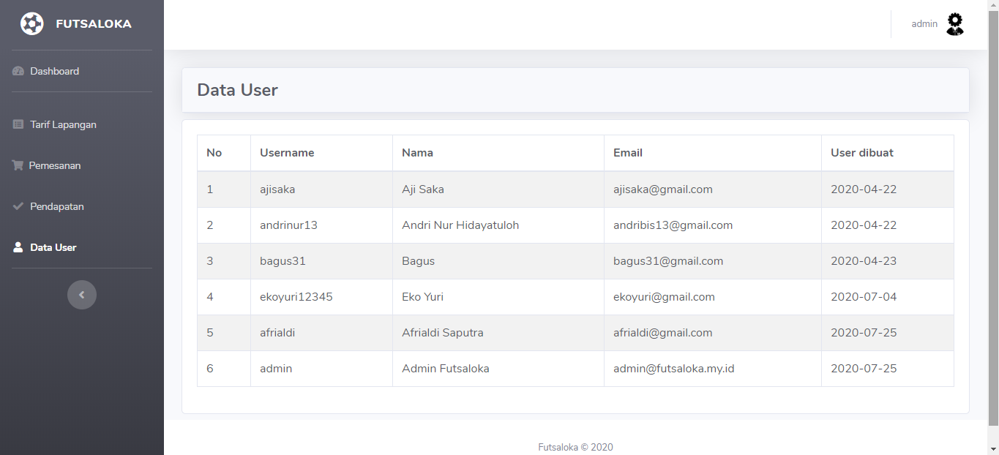 FUTSALOKA
admin
Dashboard
Tarif Lapangan
Pemesanan
Pendapatan
Data User
Data User
No Username Nama Email User dibuat
1 ajisaka Aji Saka ajisaka@gmail.com 2020-04-22
2 andrinur13 Andri Nur Hidayatuloh andribis13@gmail.com 2020-04-22
3 bagus31 Bagus bagus31@gmail.com 2020-04-23
4 ekoyuri12345 Eko Yuri ekoyuri@gmail.com 2020-07-04
5 afrialdi Afrialdi Saputra afrialdi@gmail.com 2020-07-25
6 admin Admin Futsaloka admin@futsaloka.my.id 2020-07-25
Futsaloka © 2020